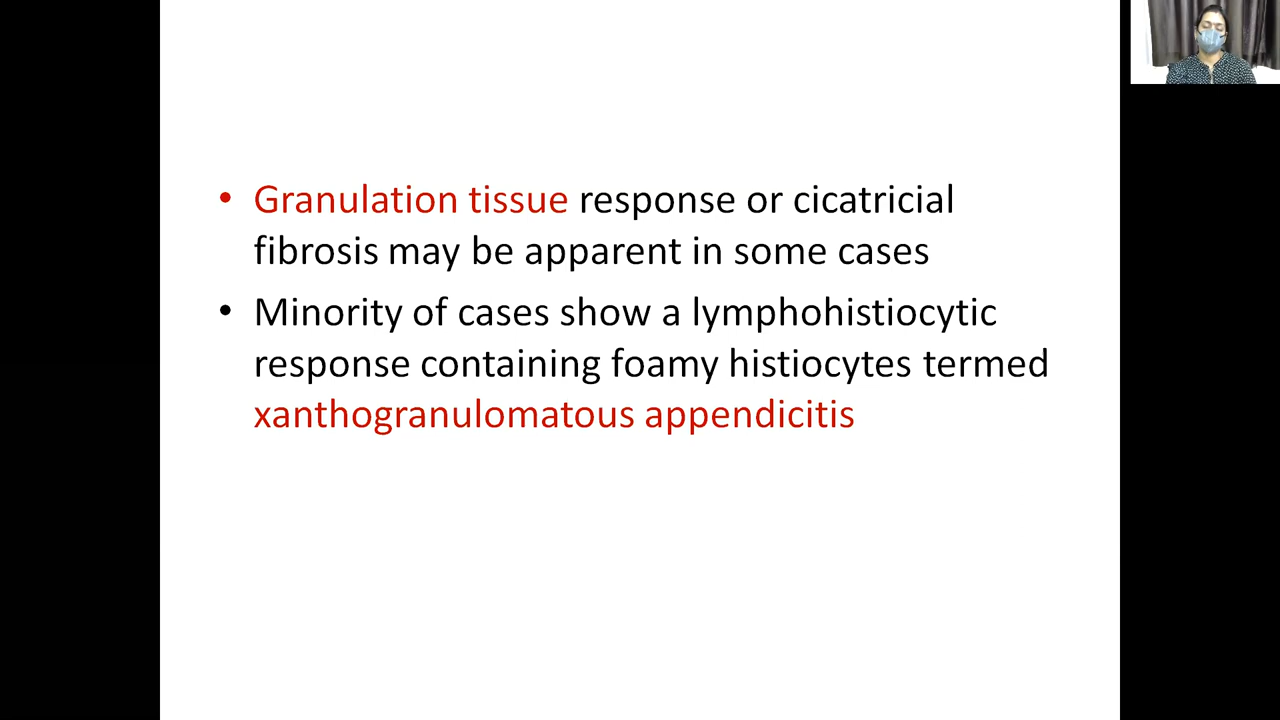 • Granulation tissue response or cicatricial
fibrosis may be apparent in some cases
• Minority of cases show a lymphohistiocytic
response containing foamy histiocytes termed
xanthogranulomatous appendicitis